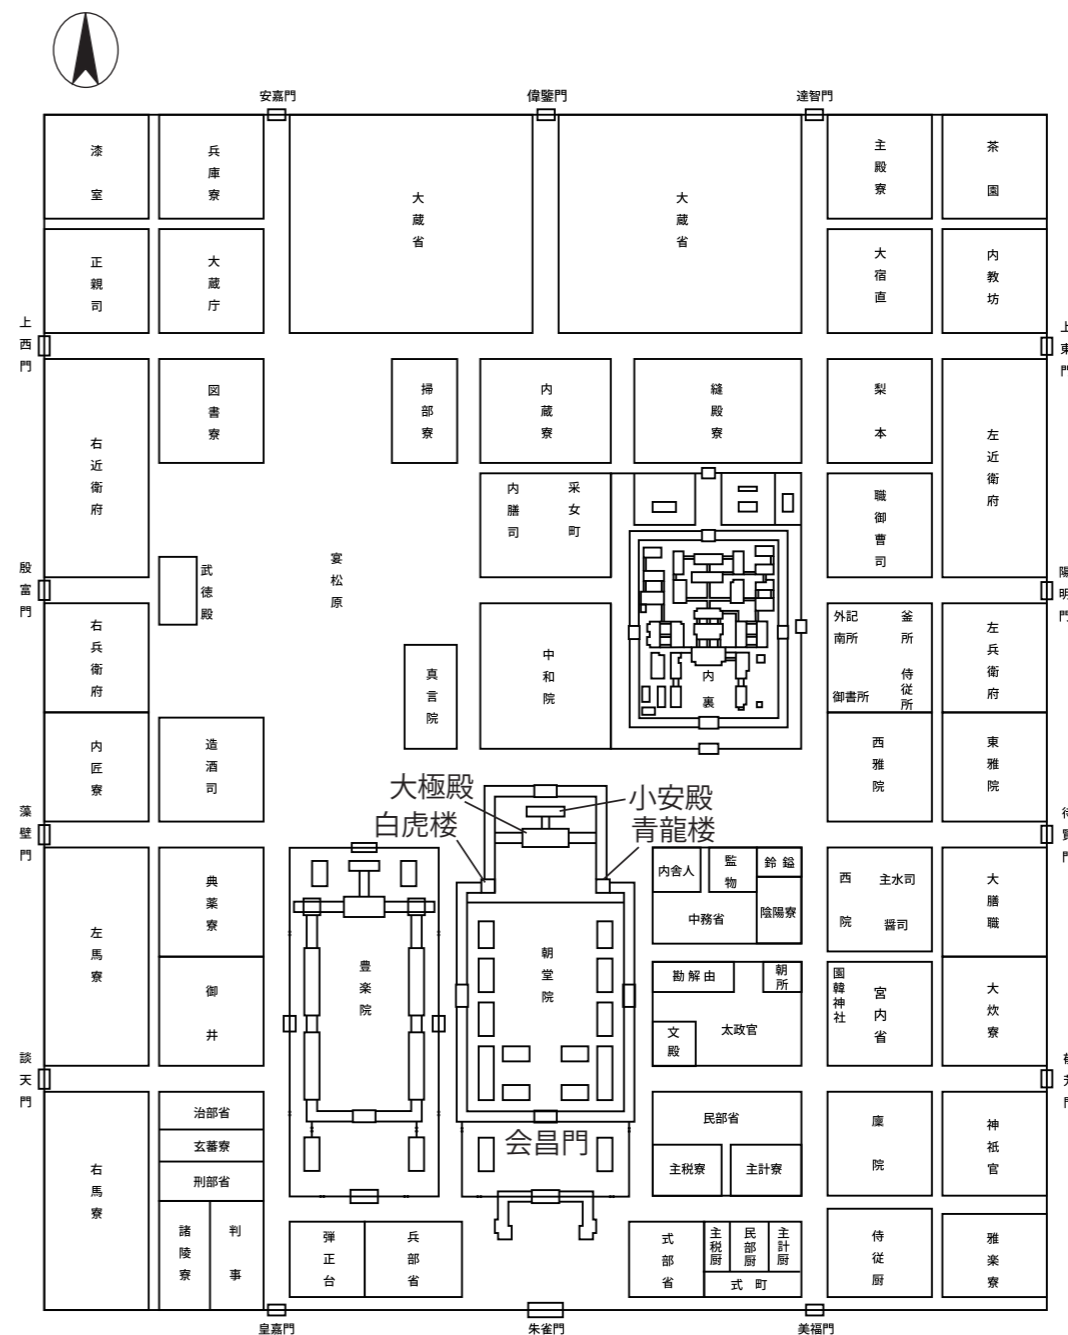 安嘉門
偉鑒門
達智門
漆室
兵庫寮
大蔵省
大蔵省
主殿寮
茶園
正親司
大蔵庁
大宿直
内教坊
上西門
上東門
右近衛府
図書寮
掃部寮
内蔵寮
縫殿寮
梨本
左近衛府
内膳司
采女町
職御曹司
殷富門
武徳殿
宴松原
陽明門
右兵衛府
真言院
中和院
内裏
外記
南所
釜所
御書所
侍従所
左兵衛府
内匠寮
造酒司
西雅院
東雅院
大極殿
白虎楼
小安殿
青龍楼
藻壁門
待賢門
左馬寮
典薬寮
豊楽院
朝堂院
内舎人
監物
鈴鎰
中務省
陰陽寮
西院
主水司
醤司
大膳職
御井
勘解由
朝所
太政官
文殿
園韓神社
宮内省
大炊寮
談天門
右馬寮
治部省
玄蕃寮
刑部省
諸陵寮
判事
会昌門
民部省
主税寮
主計寮
廩院
神祇官
弾正台
兵部省
式部省
主税厨
民部厨
主計厨
式町
侍従厨
雅楽寮
皇嘉門
朱雀門
美福門